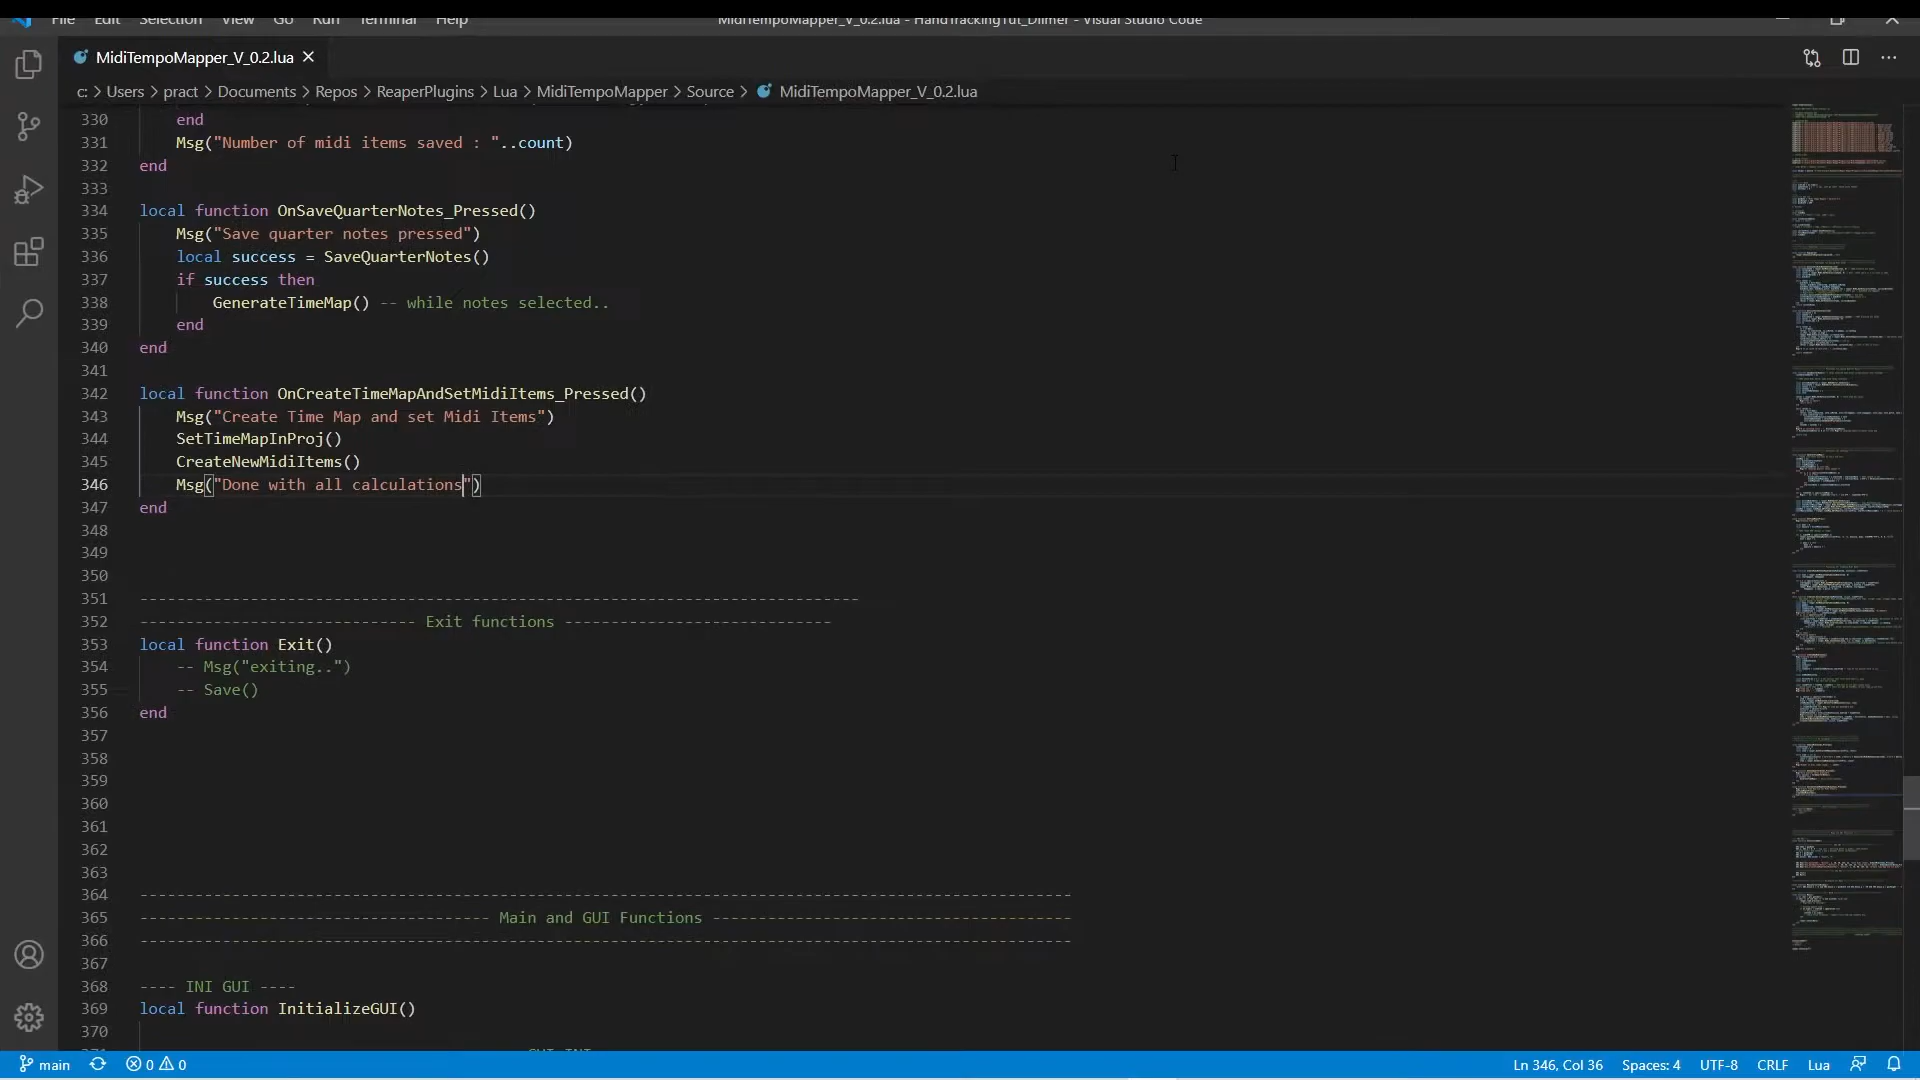 File Edit Selection View Go Run Terminal Help MidiTempoMapper_V_0.2.lua - HandTrackingTut_Dilmer - Visual Studio Code
MidiTempoMapper_V_0.2.lua
c: > Users > pract > Documents > Repos > ReaperPlugins > Lua > MidiTempoMapper > Source > MidiTempoMapper_V_0.2.lua
330 end
331 Msg("Number of midi items saved : "..count)
332 end
333
334 local function OnSaveQuarterNotes_Pressed()
335 Msg("Save quarter notes pressed")
336 local success = SaveQuarterNotes()
337 if success then
338 GenerateTimeMap() -- while notes selected..
339 end
340 end
341
342 local function OnCreateTimeMapAndSetMidiItems_Pressed()
343 Msg("Create Time Map and set Midi Items")
344 SetTimeMapInProj()
345 CreateNewMidiItems()
346 Msg("Done with all calculations")
347 end
348
349
350
351 ------------------------------------------------------------------------------
352 ------------------------------ Exit functions -----------------------------
353 local function Exit()
354 -- Msg("exiting..")
355 -- Save()
356 end
357
358
359
360
361
362
363
364 -----------------------------------------------------------------------------------------------------
365 -------------------------------------- Main and GUI Functions ---------------------------------------
366 -----------------------------------------------------------------------------------------------------
367
368 ---- INI GUI ----
369 local function InitializeGUI()
370
main 0 0 Ln 346, Col 36 Spaces: 4 UTF-8 CRLF Lua